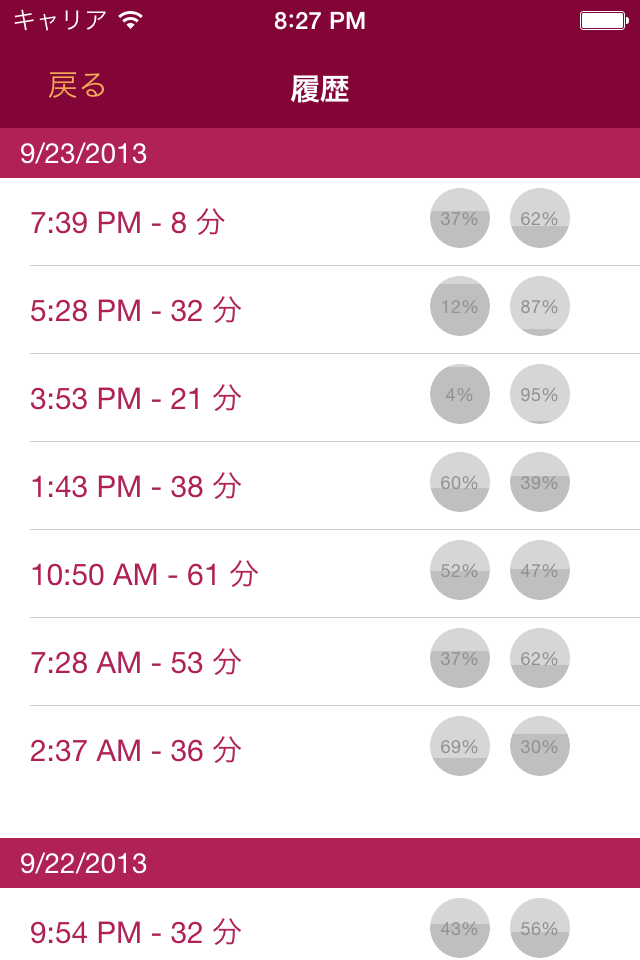 キャリア 8:27 PM
戻る 履歴
9/23/2013
7:39 PM - 8 分 37% 62%
5:28 PM - 32 分 12% 87%
3:53 PM - 21 分 4% 95%
1:43 PM - 38 分 60% 39%
10:50 AM - 61 分 52% 47%
7:28 AM - 53 分 37% 62%
2:37 AM - 36 分 69% 30%
9/22/2013
9:54 PM - 32 分 43% 56%